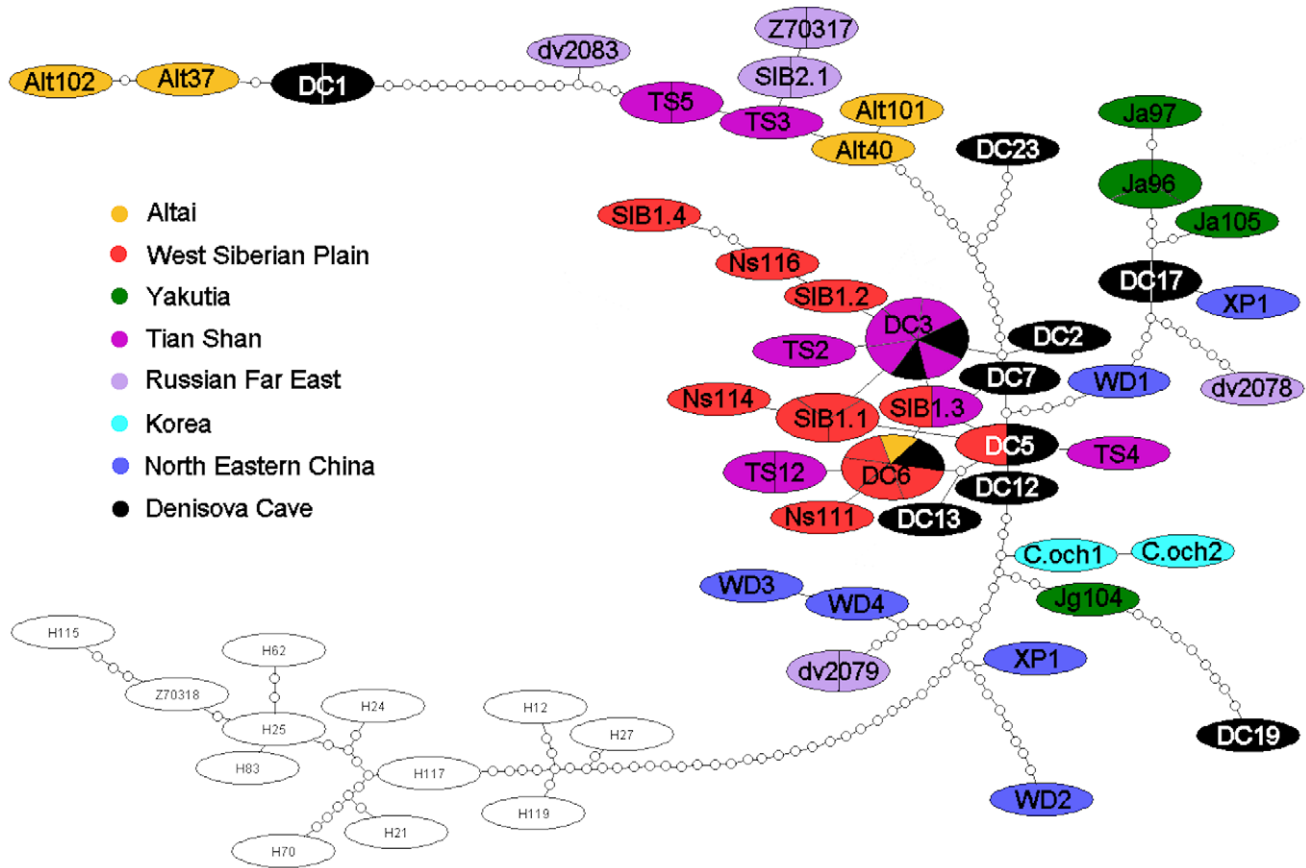 Z70317
dv2083
Alt102
Alt37
DC1
SIB2.1
TS5
TS3
Alt101
Alt40
DC23
Ja97
Ja96
Ja105
SIB1.4
Ns116
SIB1.2
DC17
XP1
DC3
DC2
TS2
DC7
WD1
dv2078
Ns114
SIB1.1
SIB1.3
DC5
TS4
TS12
DC6
DC12
Ns111
DC13
Altai
West Siberian Plain
Yakutia
Tian Shan
Russian Far East
Korea
North Eastern China
Denisova Cave
C.och1
C.och2
WD3
WD4
Jg104
dv2079
XP1
DC19
WD2
H115
H62
Z70318
H24
H25
H12
H27
H83
H117
H119
H21
H70